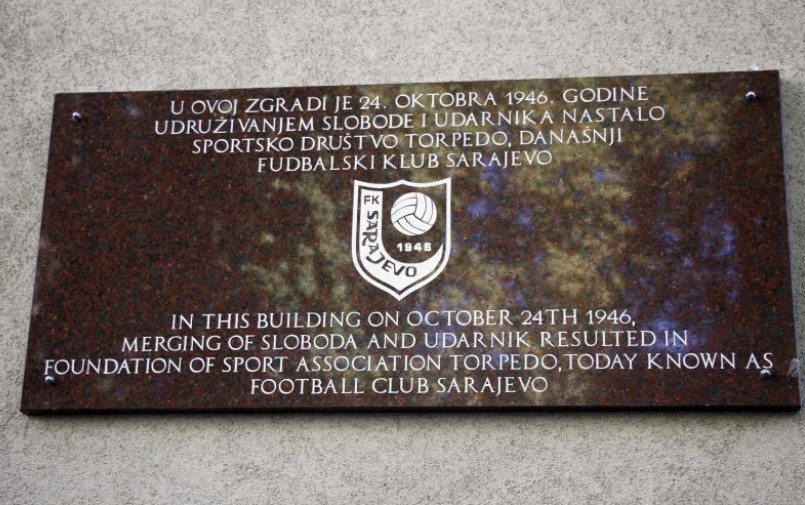 U OVOJ ZGRADI JE 24. OKTOBRA 1946. GODINE
UDRUŽIVANJEM SLOBODE I UDARNIKA NASTALO
SPORTSKO DRUŠTVO TORPEDO, DANAŠNJI
FUDBALSKI KLUB SARAJEVO
FK
SARAJEVO
1946
IN THIS BUILDING ON OCTOBER 24TH 1946,
MERGING OF SLOBODA AND UDARNIK RESULTED IN
FOUNDATION OF SPORT ASSOCIATION TORPEDO, TODAY KNOWN AS
FOOTBALL CLUB SARAJEVO